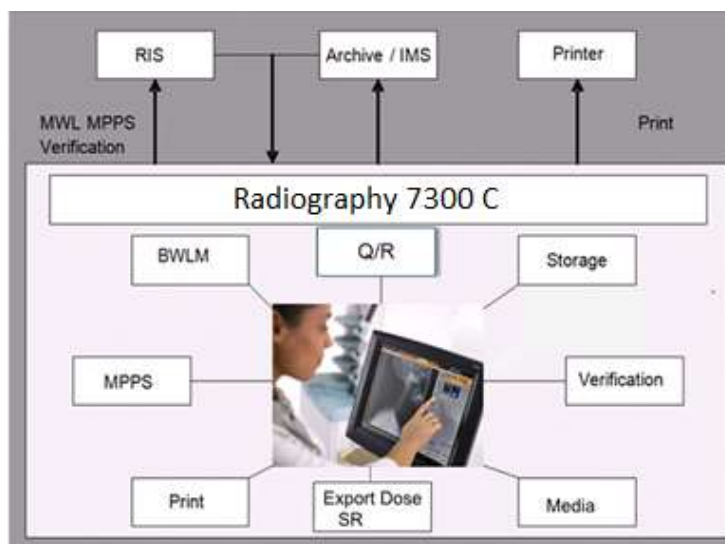 RIS
Archive / IMS
Printer
MWL MPPS
Verification
Print
Radiography 7300 C
BWLM
Q/R
Storage
MPPS
Verification
Print
Export Dose
SR
Media